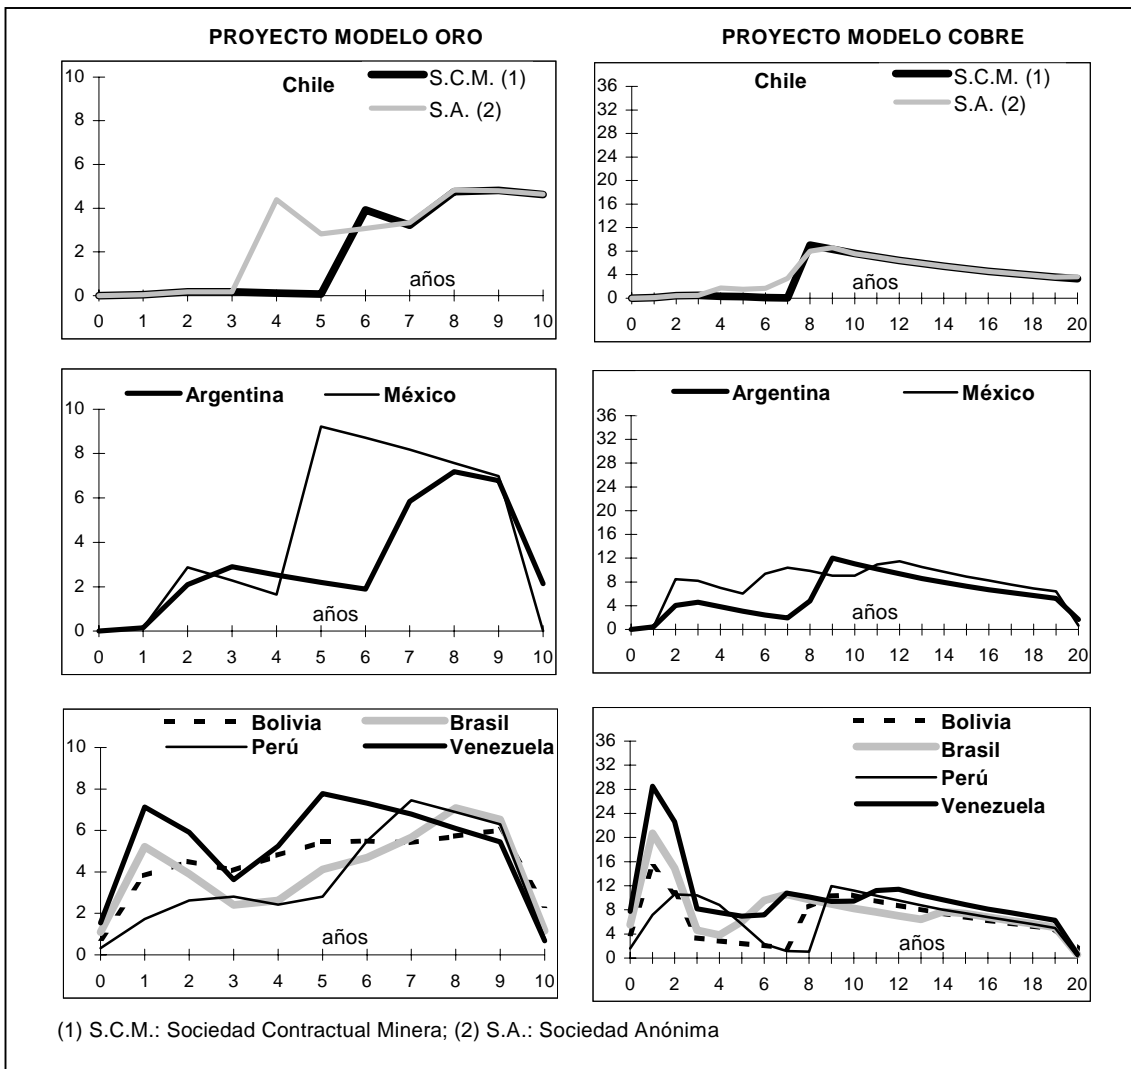 PROYECTO MODELO ORO
PROYECTO MODELO COBRE
Chile
S.C.M. (1)
S.A. (2)
10
8
6
4
2
0
años
0 1 2 3 4 5 6 7 8 9 10
Chile
S.C.M. (1)
S.A. (2)
36
32
28
24
20
16
12
8
4
0
años
0 2 4 6 8 10 12 14 16 18 20
Argentina México
10
8
6
4
2
0
años
0 1 2 3 4 5 6 7 8 9 10
Argentina México
36
32
28
24
20
16
12
8
4
0
años
0 2 4 6 8 10 12 14 16 18 20
Bolivia Brasil
Perú Venezuela
10
8
6
4
2
0
años
0 1 2 3 4 5 6 7 8 9 10
Bolivia
Brasil
Perú
Venezuela
36
32
28
24
20
16
12
8
4
0
años
0 2 4 6 8 10 12 14 16 18 20
(1) S.C.M.: Sociedad Contractual Minera; (2) S.A.: Sociedad Anónima